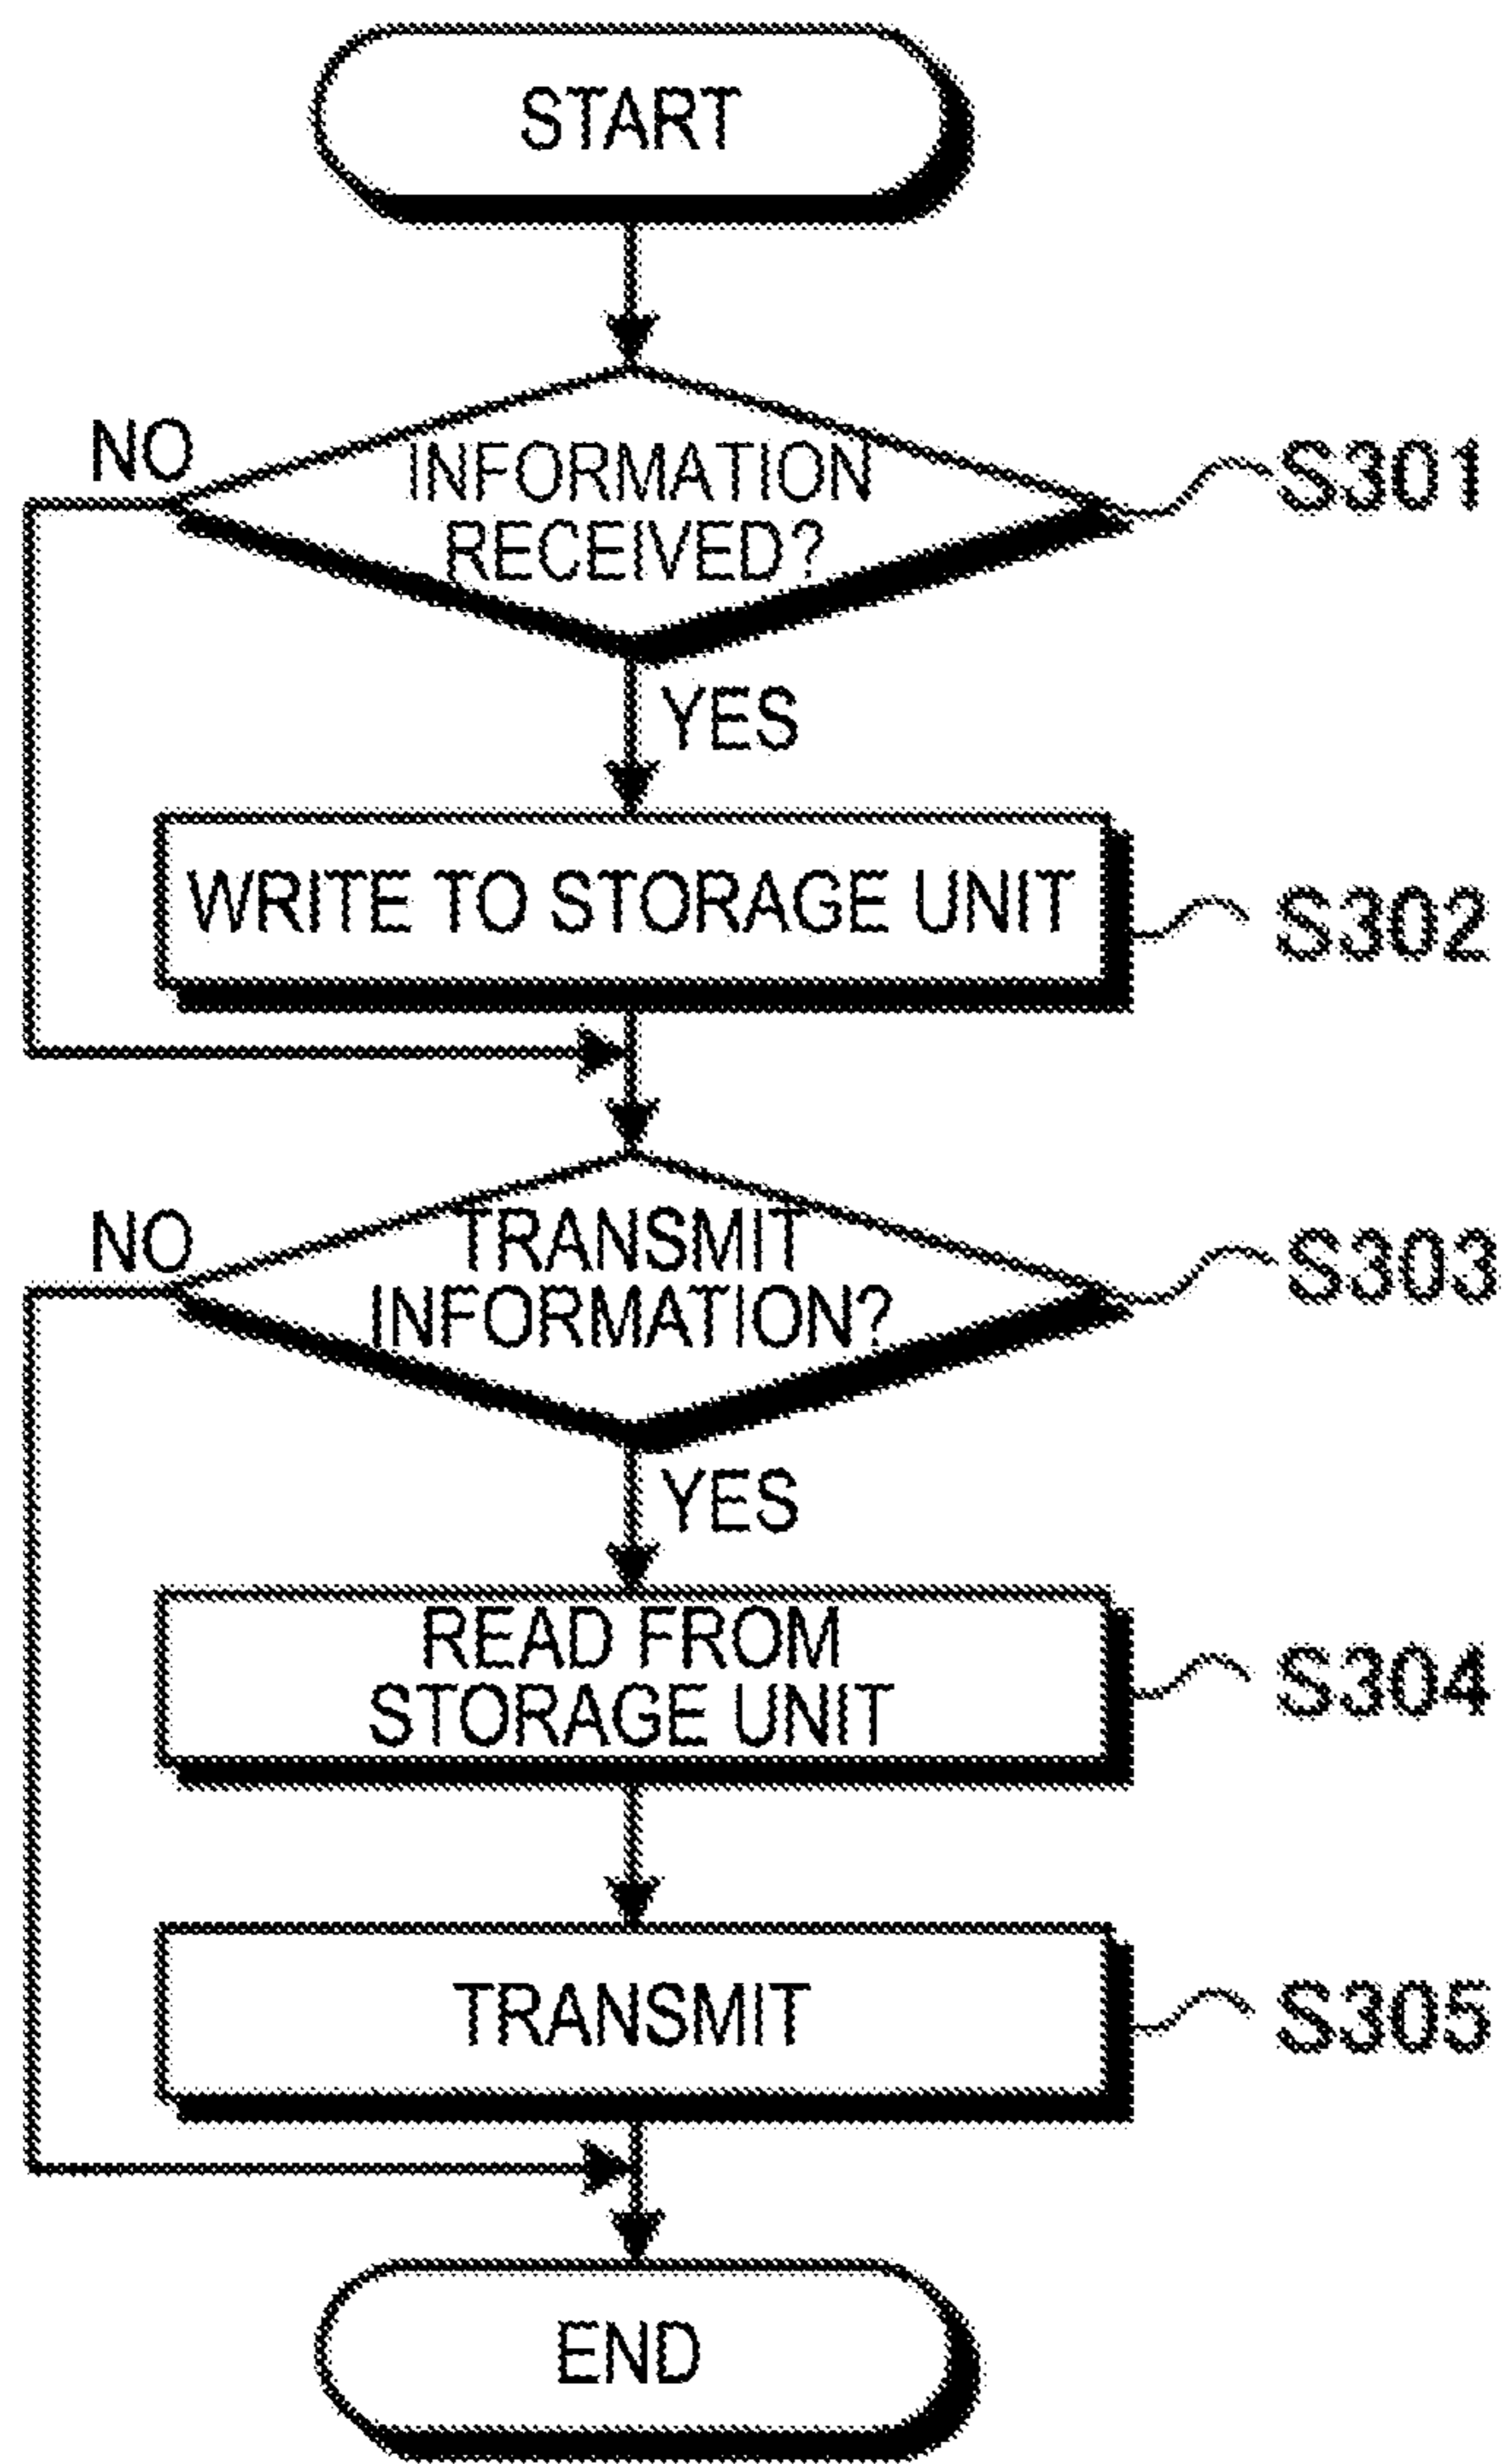 START
NO
INFORMATION
RECEIVED?
S301
YES
WRITE TO STORAGE UNIT
S302
NO
TRANSMIT
INFORMATION?
S303
YES
READ FROM
STORAGE UNIT
S304
TRANSMIT
S305
END